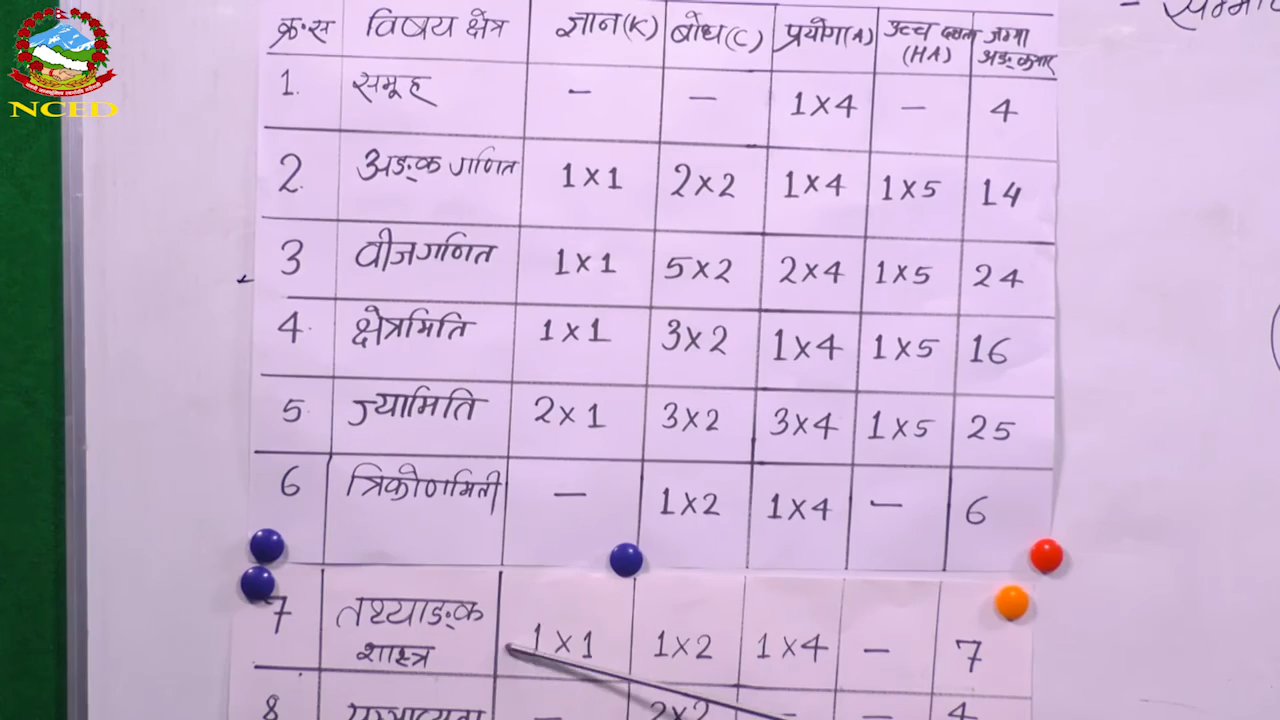 NCED
क्र.स विषय क्षेत्र ज्ञान(K) बोध(C) प्रयोग(A) उच्च दक्षता (HA) जम्मा अङ्कभार
1. समूह - - 1×4 - 4
2. अङ्क गणित 1×1 2×2 1×4 1×5 14
3 वीजगणित 1×1 5×2 2×4 1×5 24
4. क्षेत्रमिति 1×1 3×2 1×4 1×5 16
5. ज्यामिति 2×1 3×2 3×4 1×5 25
6 त्रिकोणमिती - 1×2 1×4 - 6
7 तथ्याङ्क शास्त्र 1×1 1×2 1×4 - 7
8 - 2×2 - - 4